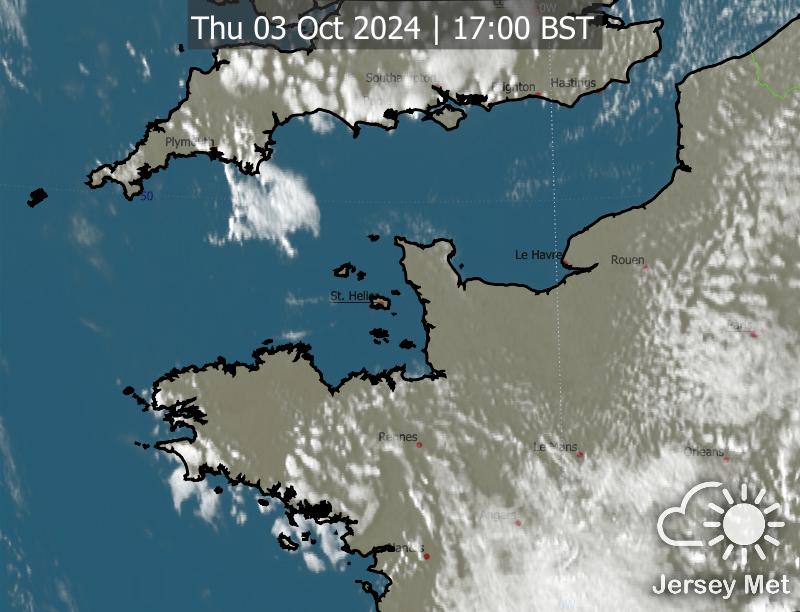 Thu 03 Oct 2024 | 17:00 BST
Southampton
Brighton
Hastings
Plymouth
50
Le Havre
Rouen
St. Helier
Paris
Rennes
Le Mans
Orleans
Angers
Nantes
Jersey Met